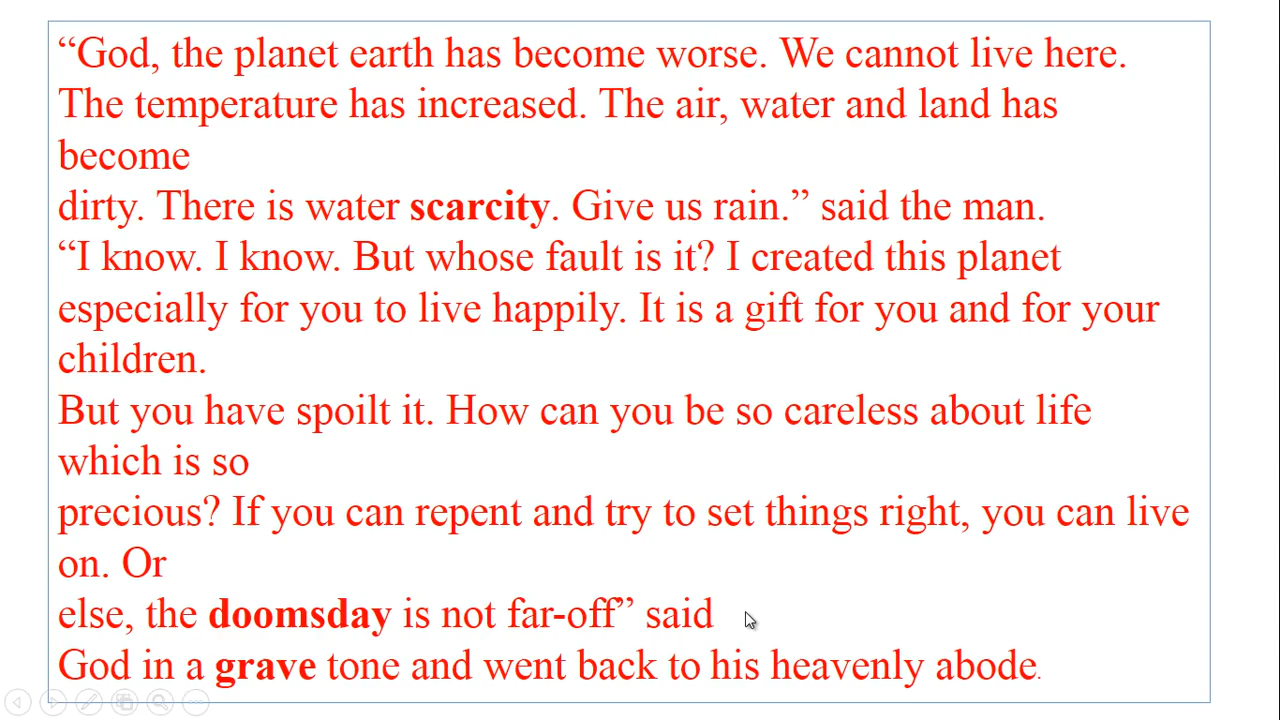 “God, the planet earth has become worse. We cannot live here.
The temperature has increased. The air, water and land has
become
dirty. There is water scarcity. Give us rain.” said the man.
“I know. I know. But whose fault is it? I created this planet
especially for you to live happily. It is a gift for you and for your
children.
But you have spoilt it. How can you be so careless about life
which is so
precious? If you can repent and try to set things right, you can live
on. Or
else, the doomsday is not far-off” said
God in a grave tone and went back to his heavenly abode.